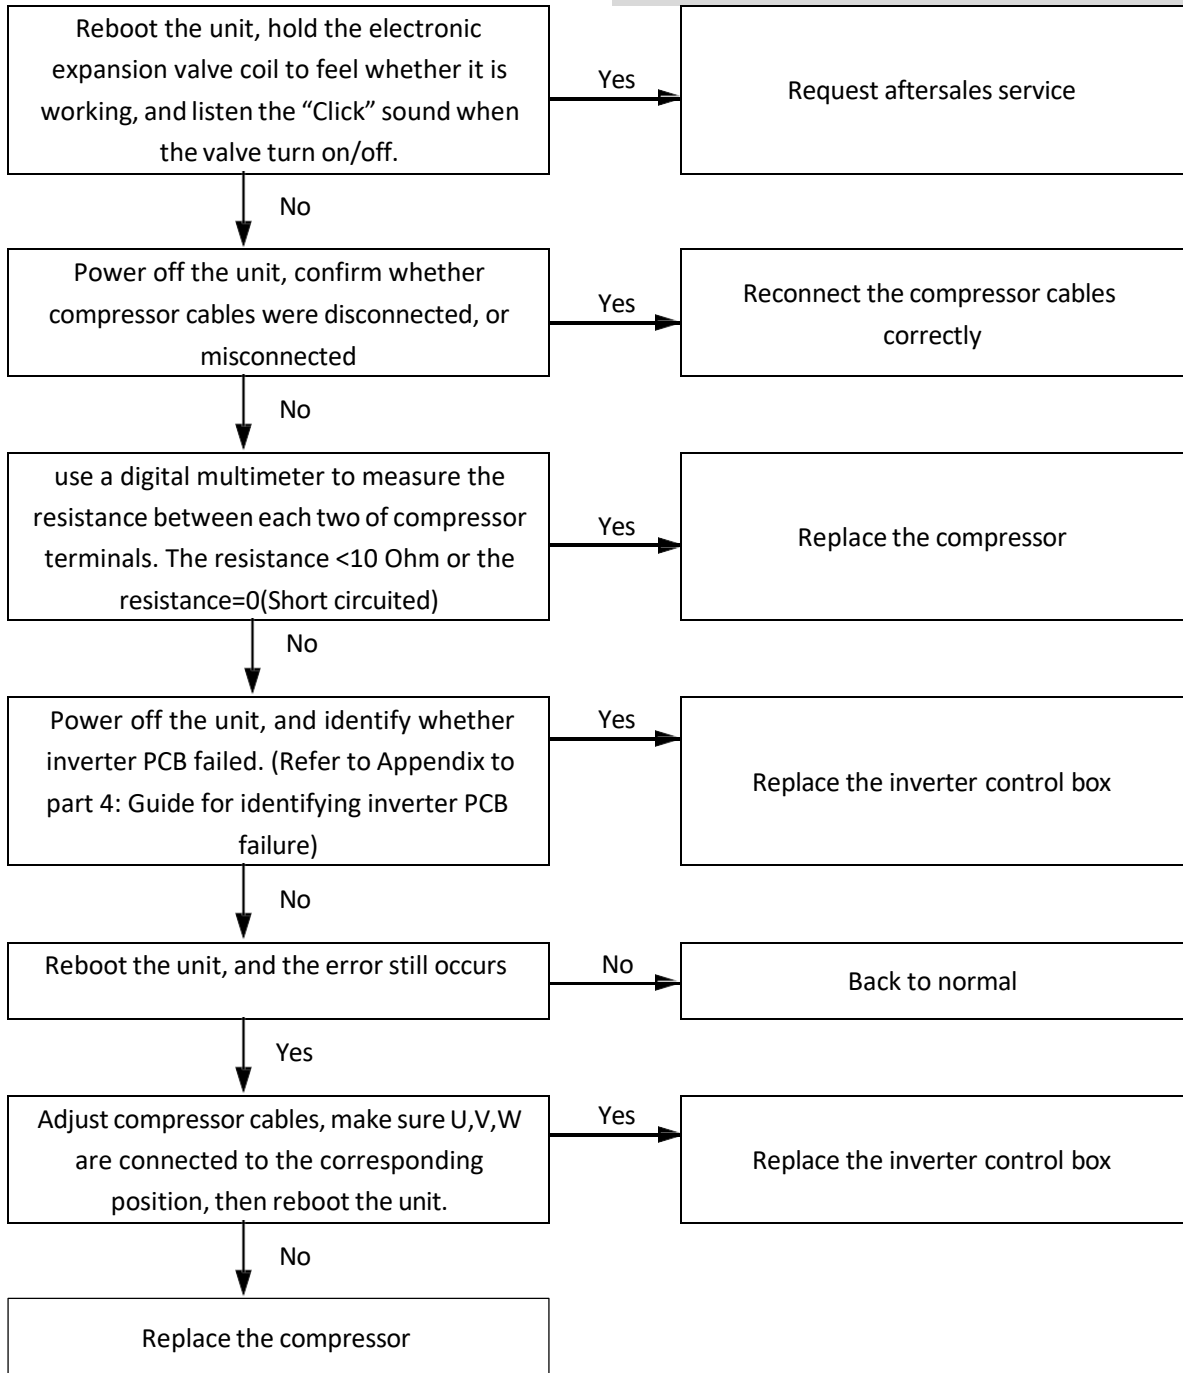 Reboot the unit, hold the electronic
expansion valve coil to feel whether it is
working, and listen the “Click” sound when
the valve turn on/off.
Yes
Request aftersales service
No
Power off the unit, confirm whether
compressor cables were disconnected, or
misconnected
Yes
Reconnect the compressor cables
correctly
No
use a digital multimeter to measure the
resistance between each two of compressor
terminals. The resistance <10 Ohm or the
resistance=0(Short circuited)
Yes
Replace the compressor
No
Power off the unit, and identify whether
inverter PCB failed. (Refer to Appendix to
part 4: Guide for identifying inverter PCB
failure)
Yes
Replace the inverter control box
No
Reboot the unit, and the error still occurs
No
Back to normal
Yes
Adjust compressor cables, make sure U,V,W
are connected to the corresponding
position, then reboot the unit.
Yes
Replace the inverter control box
No
Replace the compressor